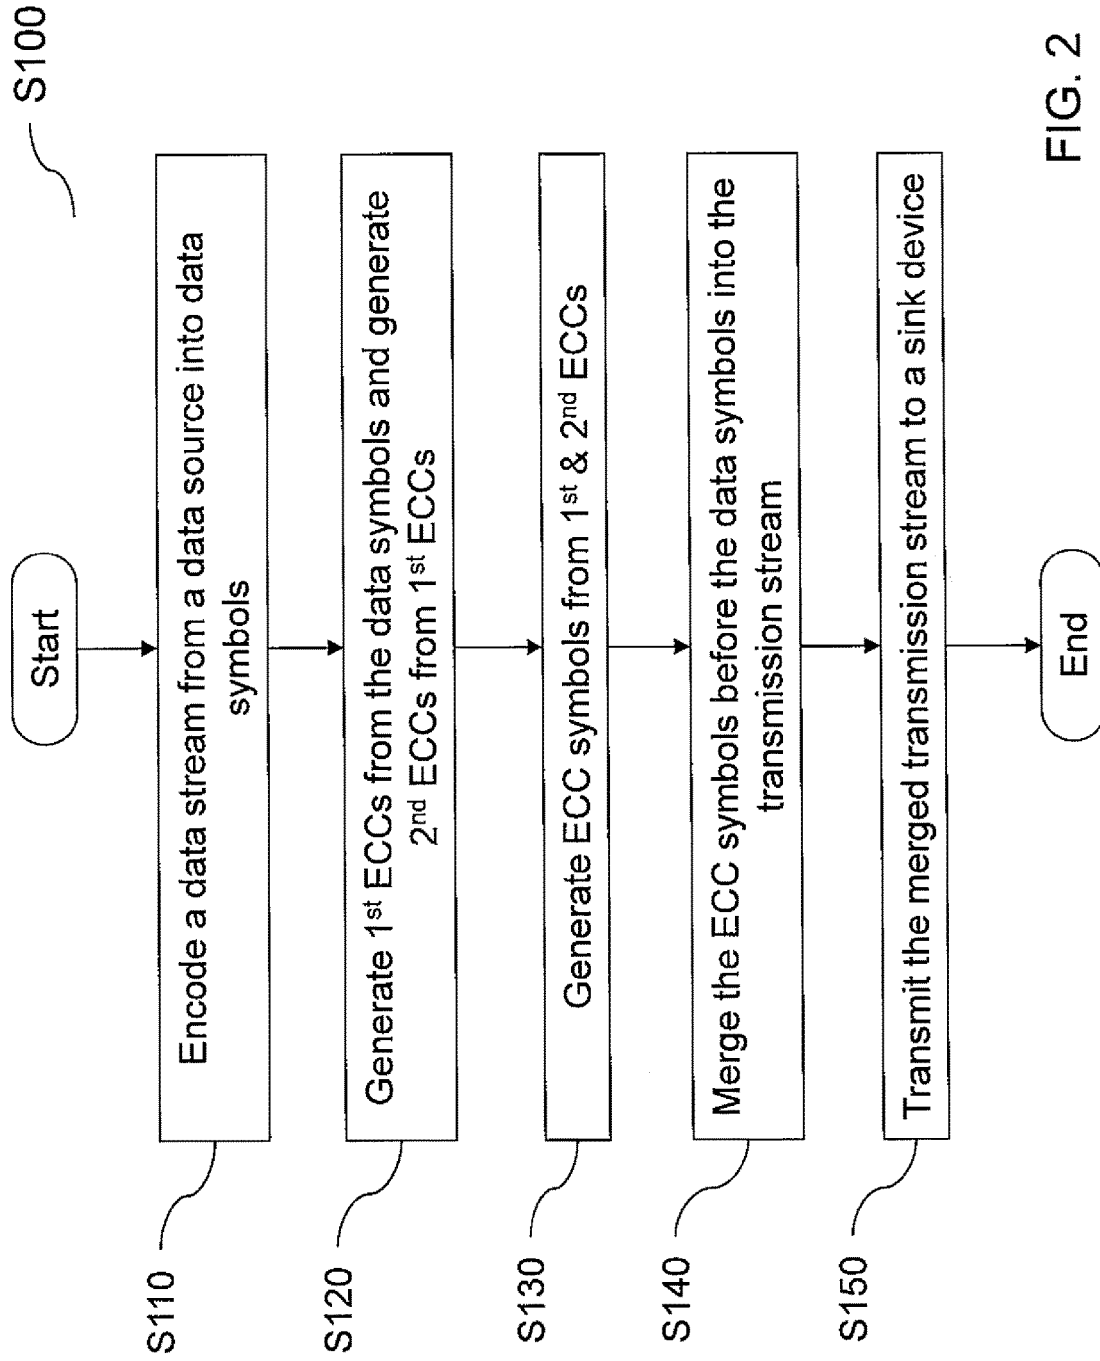 S100
Start
S110
Encode a data stream from a data source into data
symbols
S120
Generate 1st ECCs from the data symbols and generate
2nd ECCs from 1st ECCs
S130
Generate ECC symbols from 1st & 2nd ECCs
S140
Merge the ECC symbols before the data symbols into the
transmission stream
S150
Transmit the merged transmission stream to a sink device
End
FIG. 2